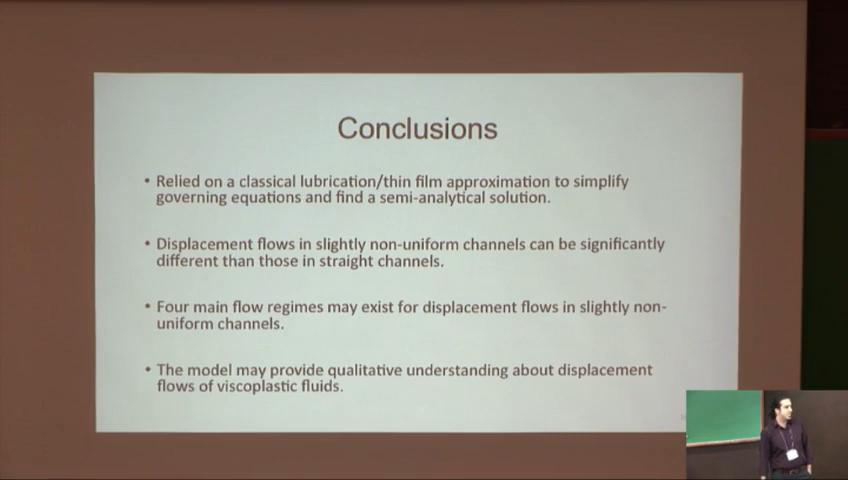 Conclusions
• Relied on a classical lubrication/thin film approximation to simplify
governing equations and find a semi-analytical solution.
• Displacement flows in slightly non-uniform channels can be significantly
different than those in straight channels.
• Four main flow regimes may exist for displacement flows in slightly non-
uniform channels.
• The model may provide qualitative understanding about displacement
flows of viscoplastic fluids.